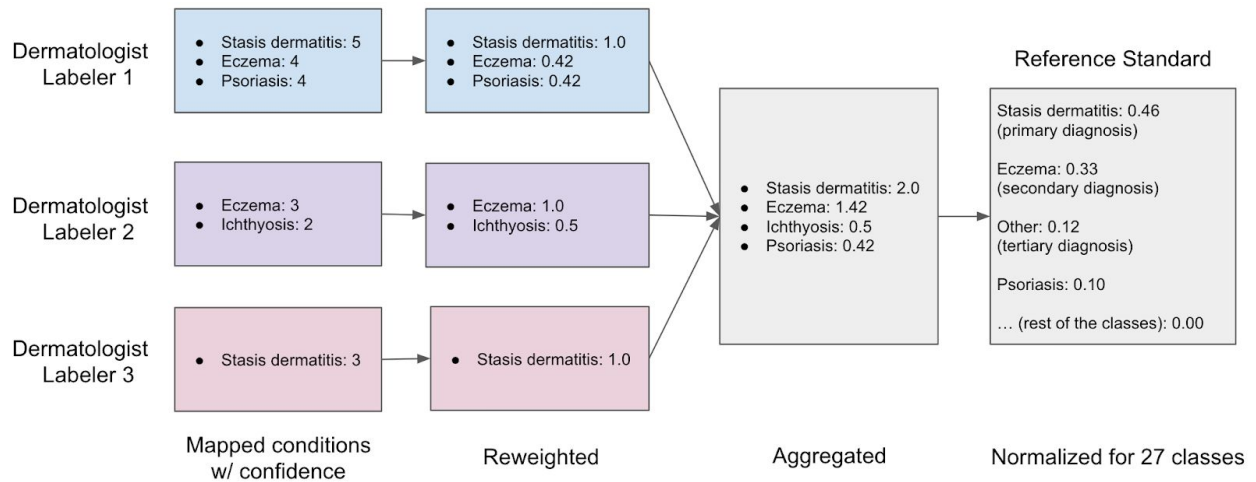 Dermatologist
Labeler 1
● Stasis dermatitis: 5
● Eczema: 4
● Psoriasis: 4
● Stasis dermatitis: 1.0
● Eczema: 0.42
● Psoriasis: 0.42
Dermatologist
Labeler 2
● Eczema: 3
● Ichthyosis: 2
● Eczema: 1.0
● Ichthyosis: 0.5
Dermatologist
Labeler 3
● Stasis dermatitis: 3
● Stasis dermatitis: 1.0
● Stasis dermatitis: 2.0
● Eczema: 1.42
● Ichthyosis: 0.5
● Psoriasis: 0.42
Reference Standard
Stasis dermatitis: 0.46
(primary diagnosis)
Eczema: 0.33
(secondary diagnosis)
Other: 0.12
(tertiary diagnosis)
Psoriasis: 0.10
... (rest of the classes): 0.00
Mapped conditions
w/ confidence
Reweighted
Aggregated
Normalized for 27 classes